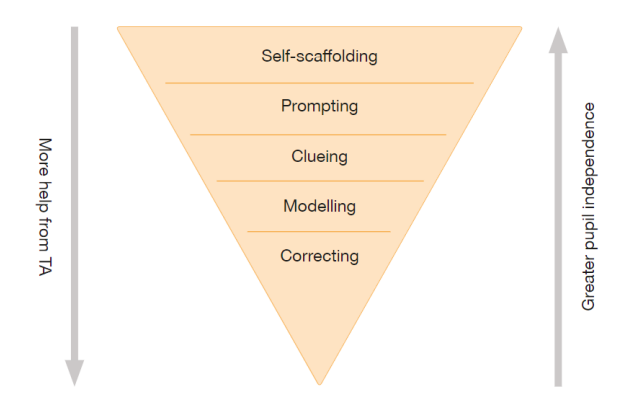 Self-scaffolding
Prompting
Clueing
Modelling
Correcting
More help from TA
Greater pupil independence